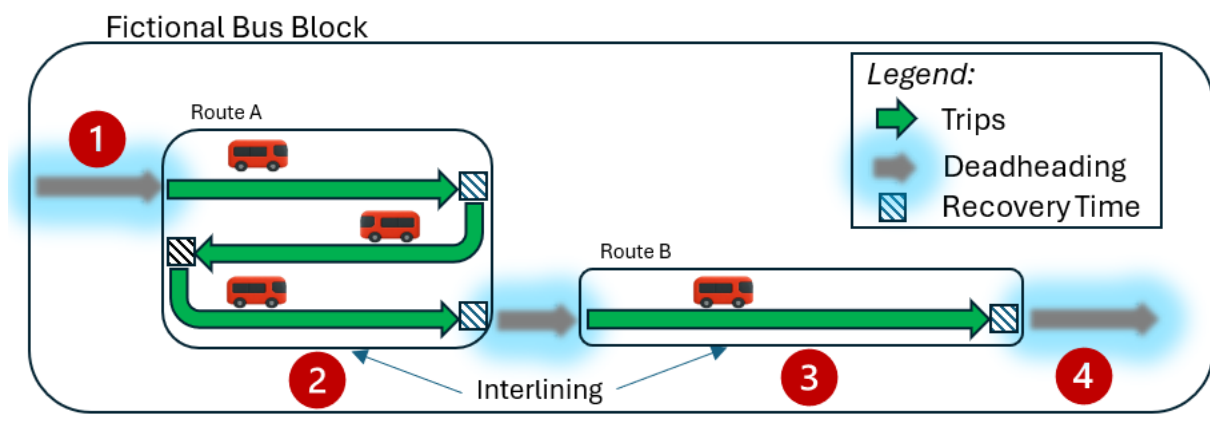 Fictional Bus Block
Legend:
Trips
Deadheading
Recovery Time
1
Route A
Route B
Interlining
2
3
4